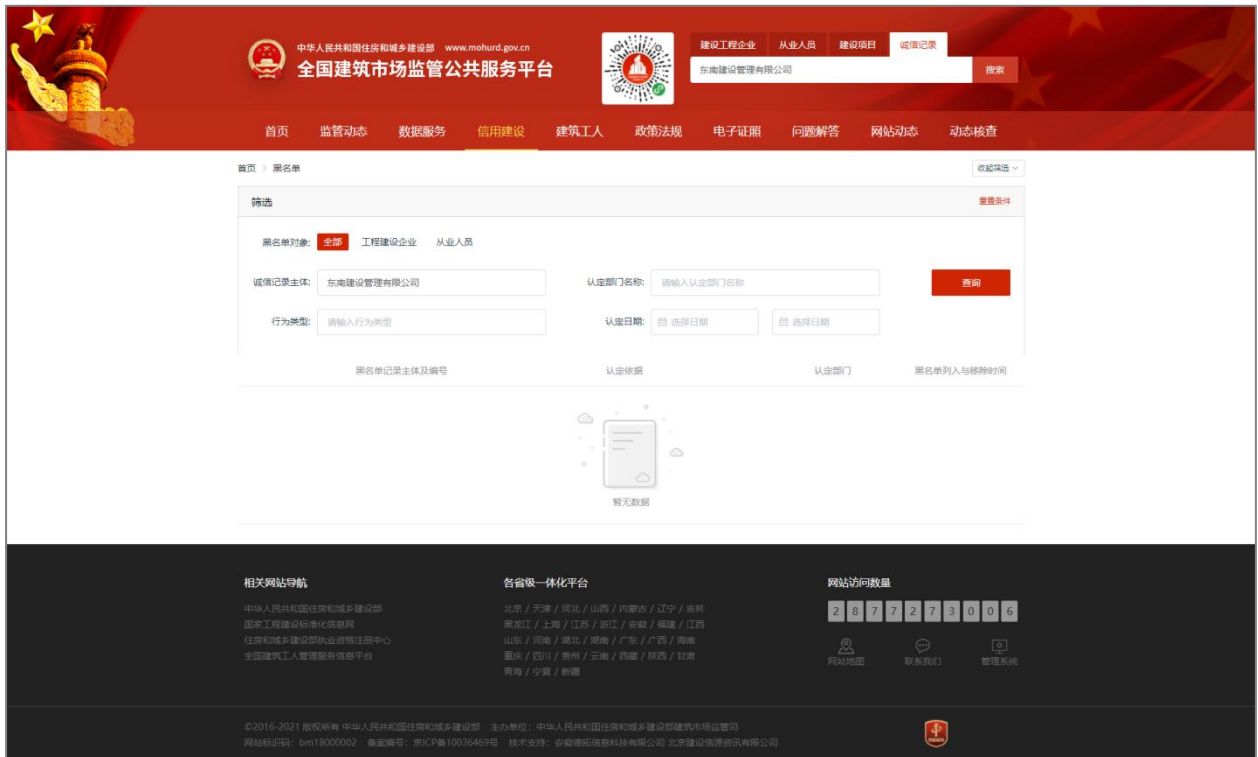 中华人民共和国住房和城乡建设部 www.mohurd.gov.cn
全国建筑市场监管公共服务平台
建设工程企业 从业人员 建设项目 诚信记录
东南建设管理有限公司 搜索
首页 监管动态 数据服务 信用建设 建筑工人 政策法规 电子证照 问题解答 网站动态 动态核查
首页 > 黑名单 收起筛选
筛选 重置条件
黑名单对象: 全部 工程建设企业 从业人员
诚信记录主体: 东南建设管理有限公司 认定部门名称: 请输入认定部门名称 查询
行为类型: 请输入行为类型 认定日期: 选择日期 选择日期
黑名单记录主体及编号 认定依据 认定部门 黑名单列入与移除时间
暂无数据
相关网站导航 各省级一体化平台 网站访问数量
中华人民共和国住房和城乡建设部 北京 / 天津 / 河北 / 山西 / 内蒙古 / 辽宁 / 吉林 2877273006
国家工程建设标准化信息网 黑龙江 / 上海 / 江苏 / 浙江 / 安徽 / 福建 / 江西
住房和城乡建设部执业资格注册中心 山东 / 河南 / 湖北 / 湖南 / 广东 / 广西 / 海南
全国建筑工人管理服务信息平台 重庆 / 四川 / 贵州 / 云南 / 西藏 / 陕西 / 甘肃 网站地图 联系我们 管理系统
青海 / 宁夏 / 新疆
©2016-2021 版权所有 中华人民共和国住房和城乡建设部 主办单位: 中华人民共和国住房和城乡建设部建筑市场监管司
网站标识码: bm18000002 备案编号: 京ICP备10036469号 技术支持: 安徽德拓信息科技有限公司 北京建设信源资讯有限公司